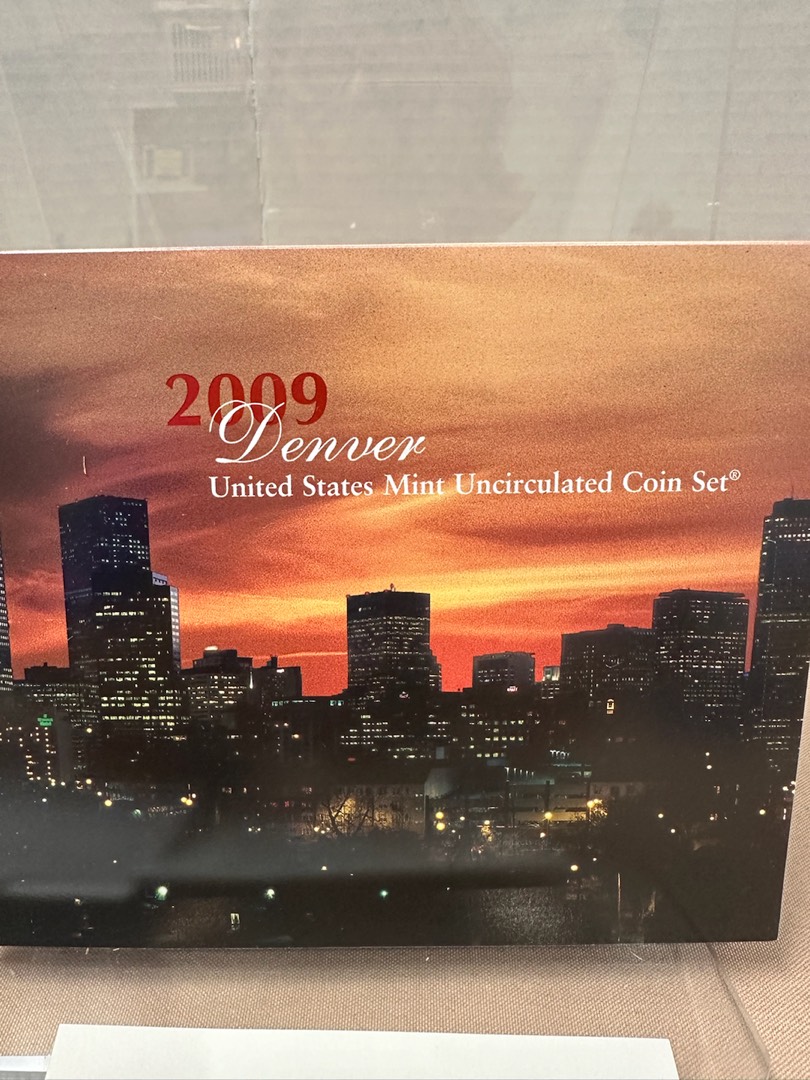 2009
Denver
United States Mint Uncirculated Coin Set®